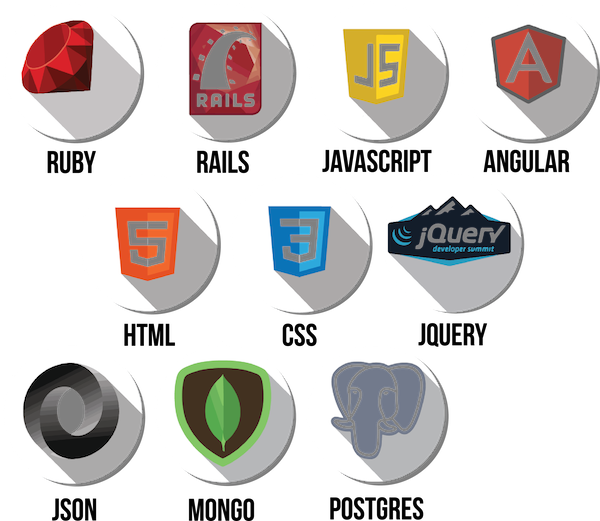 RAILS
JS
A
RUBY
RAILS
JAVASCRIPT
ANGULAR
5
3
jQuery
developer summit
HTML
CSS
JQUERY
JSON
MONGO
POSTGRES